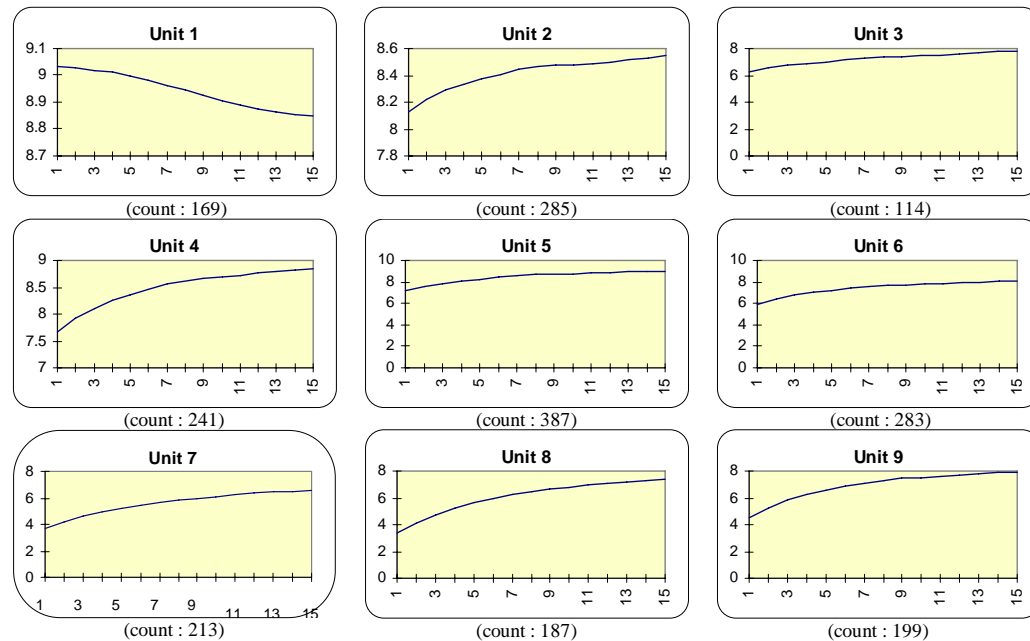 Unit 1
9.1
9
8.9
8.8
8.7
1 3 5 7 9 11 13 15
(count : 169)
Unit 2
8.6
8.4
8.2
8
7.8
1 3 5 7 9 11 13 15
(count : 285)
Unit 3
8
6
4
2
0
1 3 5 7 9 11 13 15
(count : 114)
Unit 4
9
8.5
8
7.5
7
1 3 5 7 9 11 13 15
(count : 241)
Unit 5
10
8
6
4
2
0
1 3 5 7 9 11 13 15
(count : 387)
Unit 6
10
8
6
4
2
0
1 3 5 7 9 11 13 15
(count : 283)
Unit 7
8
6
4
2
0
1 3 5 7 9 11 13 15
(count : 213)
Unit 8
8
6
4
2
0
1 3 5 7 9 11 13 15
(count : 187)
Unit 9
8
6
4
2
0
1 3 5 7 9 11 13 15
(count : 199)